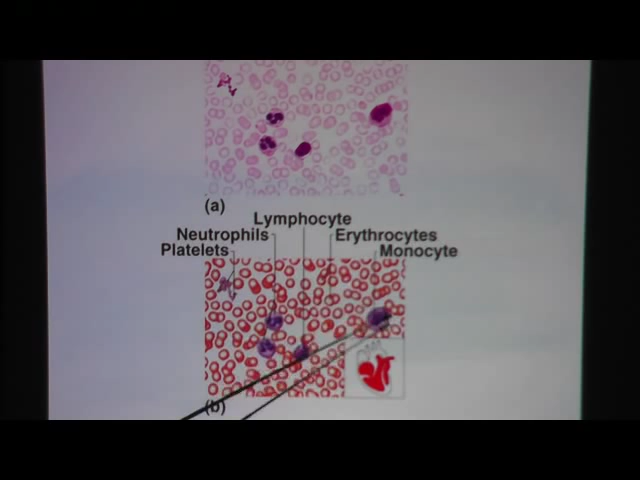 (a)
Lymphocyte
Neutrophils
Erythrocytes
Platelets
Monocyte
(b)